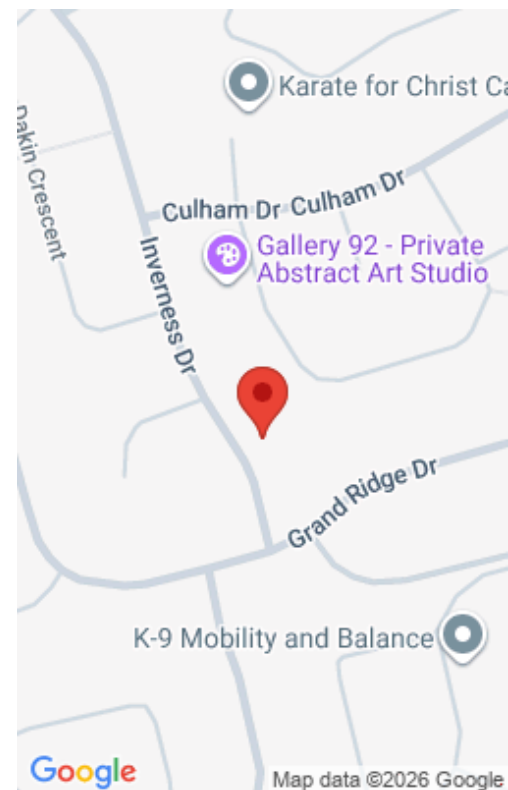 Karate for Christ Ca
Dakin Crescent
Culham Dr Culham Dr
Gallery 92 - Private
Abstract Art Studio
Inverness Dr
Grand Ridge Dr
K-9 Mobility and Balance
Google
Map data ©2026 Google